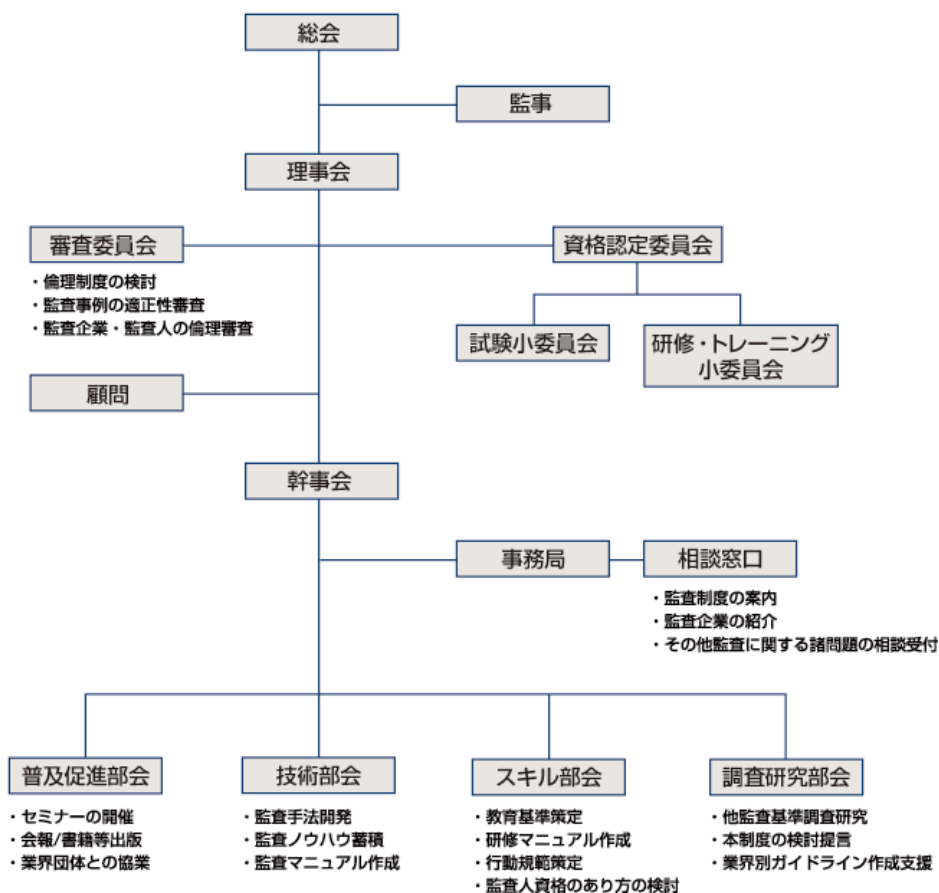 総会
監事
理事会
審査委員会
・倫理制度の検討
・監査事例の適正性審査
・監査企業・監査人の倫理審査
資格認定委員会
試験小委員会
研修・トレーニング
小委員会
顧問
幹事会
事務局
相談窓口
・監査制度の案内
・監査企業の紹介
・その他監査に関する諸問題の相談受付
普及促進部会
・セミナーの開催
・会報/書籍等出版
・業界団体との協業
技術部会
・監査手法開発
・監査ノウハウ蓄積
・監査マニュアル作成
スキル部会
・教育基準策定
・研修マニュアル作成
・行動規範策定
・監査人資格のあり方の検討
調査研究部会
・他監査基準調査研究
・本制度の検討提言
・業界別ガイドライン作成支援